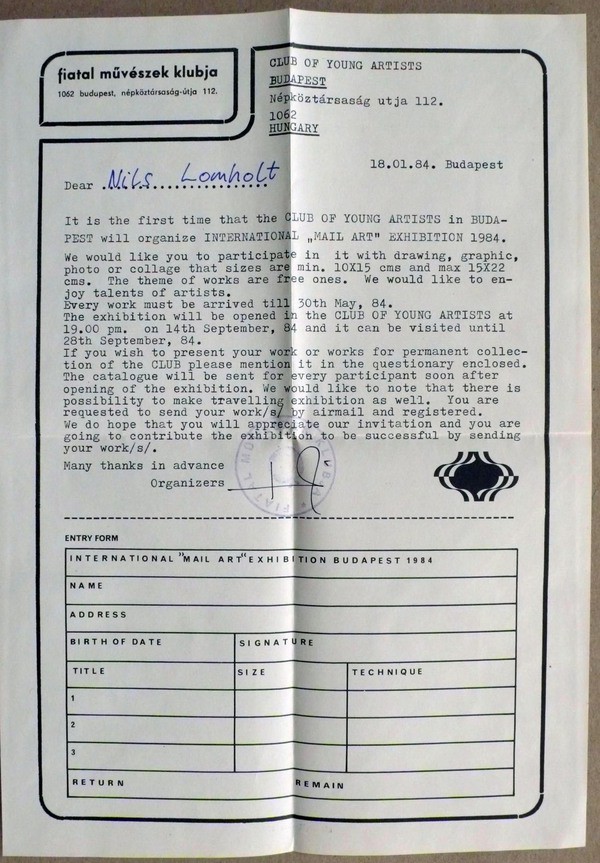 fiatal művészek klubja
1062 budapest, népköztársaság-útja 112.
CLUB OF YOUNG ARTISTS
BUDAPEST
Népköztársaság utja 112.
1062
HUNGARY
18.01.84. Budapest
Dear Nils Lomholt
It is the first time that the CLUB OF YOUNG ARTISTS in BUDA-
PEST will organize INTERNATIONAL „MAIL ART" EXHIBITION 1984.
We would like you to participate in it with drawing, graphic,
photo or collage that sizes are min. 10X15 cms and max 15X22
cms. The theme of works are free ones. We would like to en-
joy talents of artists.
Every work must be arrived till 30th May, 84.
The exhibition will be opened in the CLUB OF YOUNG ARTISTS at
19.00 pm. on 14th September, 84 and it can be visited until
28th September, 84.
If you wish to present your work or works for permanent collec-
tion of the CLUB please mention it in the questionary enclosed.
The catalogue will be sent for every participant soon after
opening of the exhibition. We would like to note that there is
possibility to make travelling exhibition as well. You are
requested to send your work/s/ by airmail and registered.
We do hope that you will appreciate our invitation and you are
going to contribute the exhibition to be successful by sending
your work/s/.
Many thanks in advance
Organizers
ENTRY FORM
INTERNATIONAL "MAIL ART" EXHIBITION BUDAPEST 1984
NAME
ADDRESS
BIRTH OF DATE SIGNATURE
TITLE SIZE TECHNIQUE
1
2
3
RETURN REMAIN